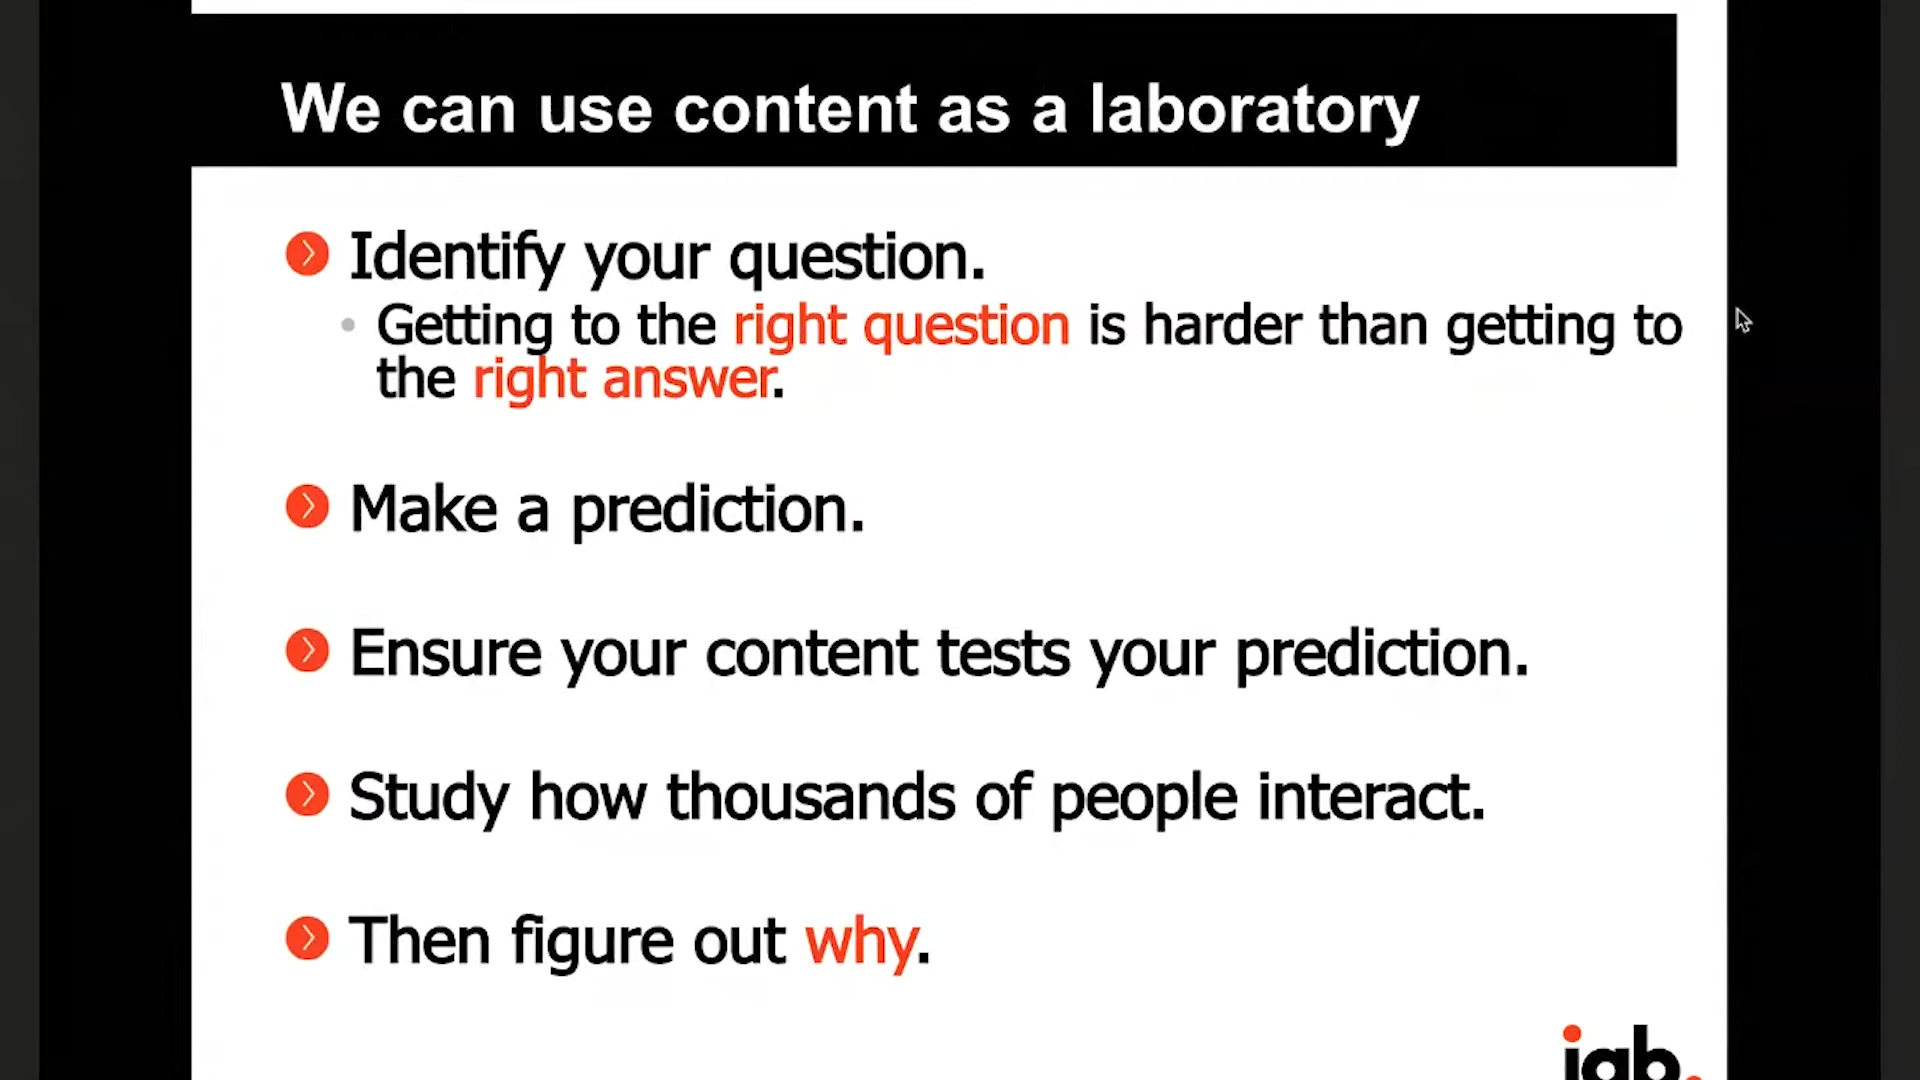 We can use content as a laboratory
Identify your question.
Getting to the right question is harder than getting to
the right answer.
Make a prediction.
Ensure your content tests your prediction.
Study how thousands of people interact.
Then figure out why.
iab.